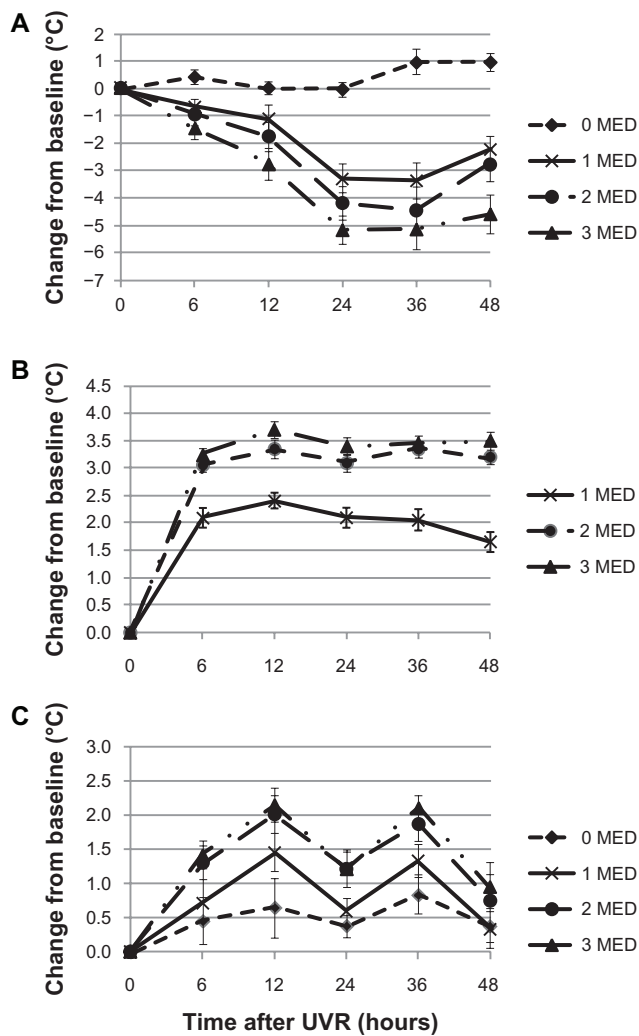 A
Change from baseline (°C)
2
1
0
−1
−2
−3
−4
−5
−6
−7
0 6 12 24 36 48
0 MED
1 MED
2 MED
3 MED
B
Change from baseline (°C)
4.5
4.0
3.5
3.0
2.5
2.0
1.5
1.0
0.5
0.0
0 6 12 24 36 48
1 MED
2 MED
3 MED
C
Change from baseline (°C)
3.0
2.5
2.0
1.5
1.0
0.5
0.0
0 6 12 24 36 48
Time after UVR (hours)
0 MED
1 MED
2 MED
3 MED